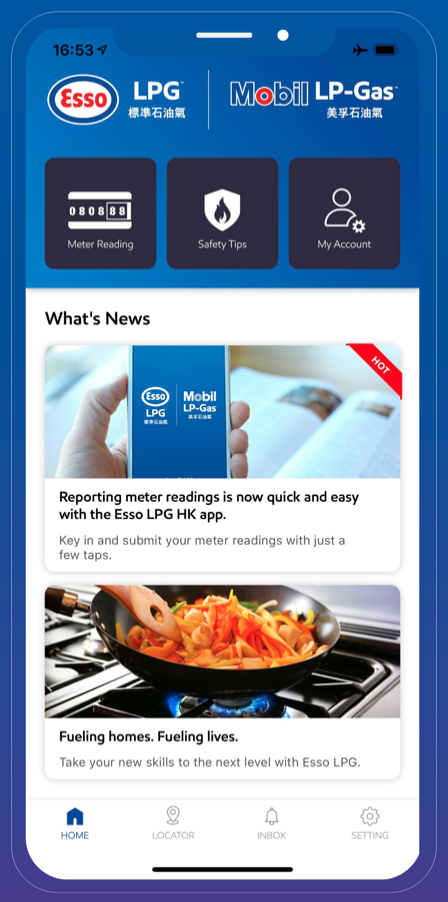 16:53
Esso LPG™ Mobil LP-Gas™
標準石油氣 美孚石油氣
080888
Meter Reading Safety Tips My Account
What's News
HOT
Esso Mobil
LPG LP-Gas
標準石油氣 美孚石油氣
Reporting meter readings is now quick and easy
with the Esso LPG HK app.
Key in and submit your meter readings with just a
few taps.
Fueling homes. Fueling lives.
Take your new skills to the next level with Esso LPG.
HOME LOCATOR INBOX SETTING